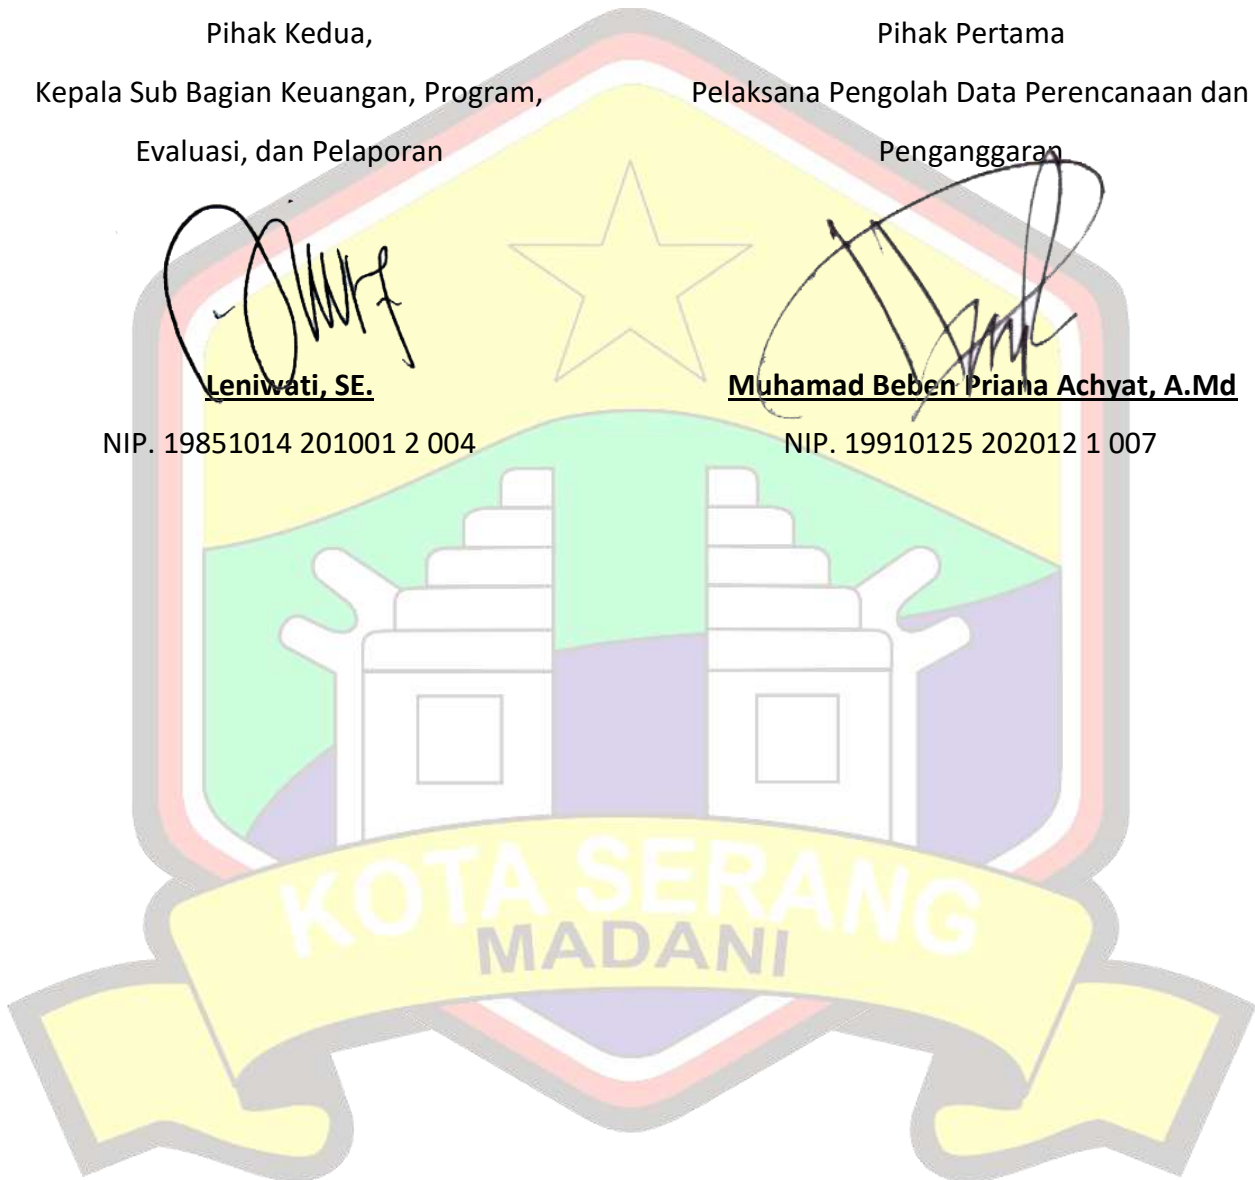 Pihak Kedua,
Kepala Sub Bagian Keuangan, Program,
Evaluasi, dan Pelaporan
Leniwati, SE.
NIP. 19851014 201001 2 004
Pihak Pertama
Pelaksana Pengolah Data Perencanaan dan
Penganggaran
Muhamad Beben Priana Achyat, A.Md
NIP. 19910125 202012 1 007
KOTA SERANG
MADANI